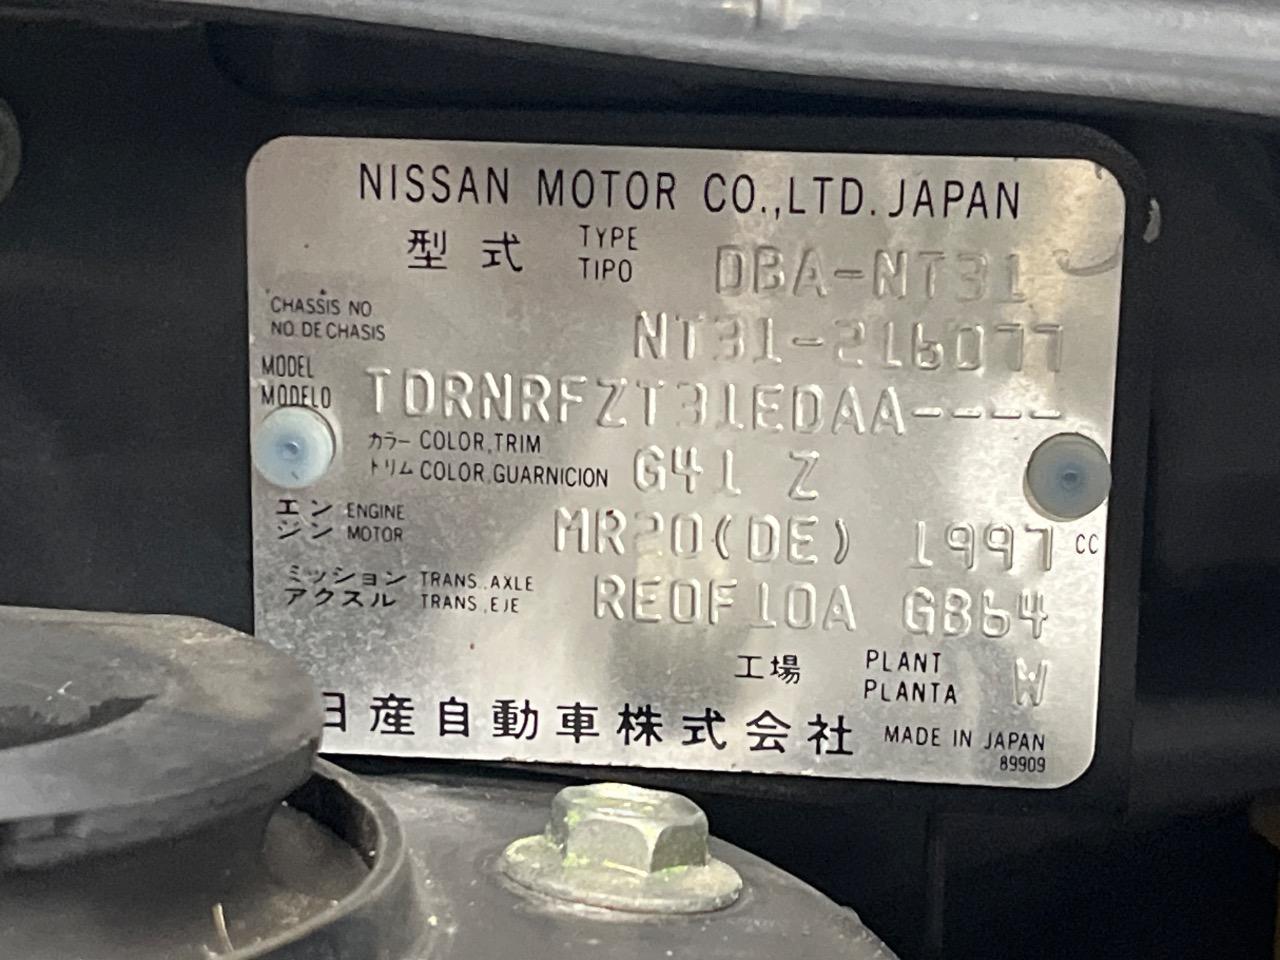 NISSAN MOTOR CO.,LTD. JAPAN
型式 TYPE TIPO DBA-NT31
CHASSIS NO
NO. DE CHASIS NT31-216077
MODEL
MODELO TDRNRFZT31EDAA----
カラー COLOR,TRIM
トリム COLOR,GUARNICION G41 Z
エン ENGINE
ジン MOTOR MR20(DE) 1997 CC
ミッション TRANS.,AXLE
アクスル TRANS.,EJE RE0F10A GB64
工場 PLANT
PLANTA W
日産自動車株式会社 MADE IN JAPAN
89909